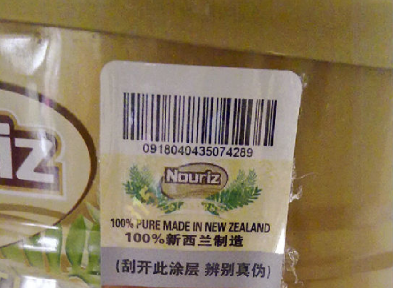 iz
0918040435074289
Nouriz
100% PURE MADE IN NEW ZEALAND
100%新西兰制造
(刮开此涂层 辨别真伪)